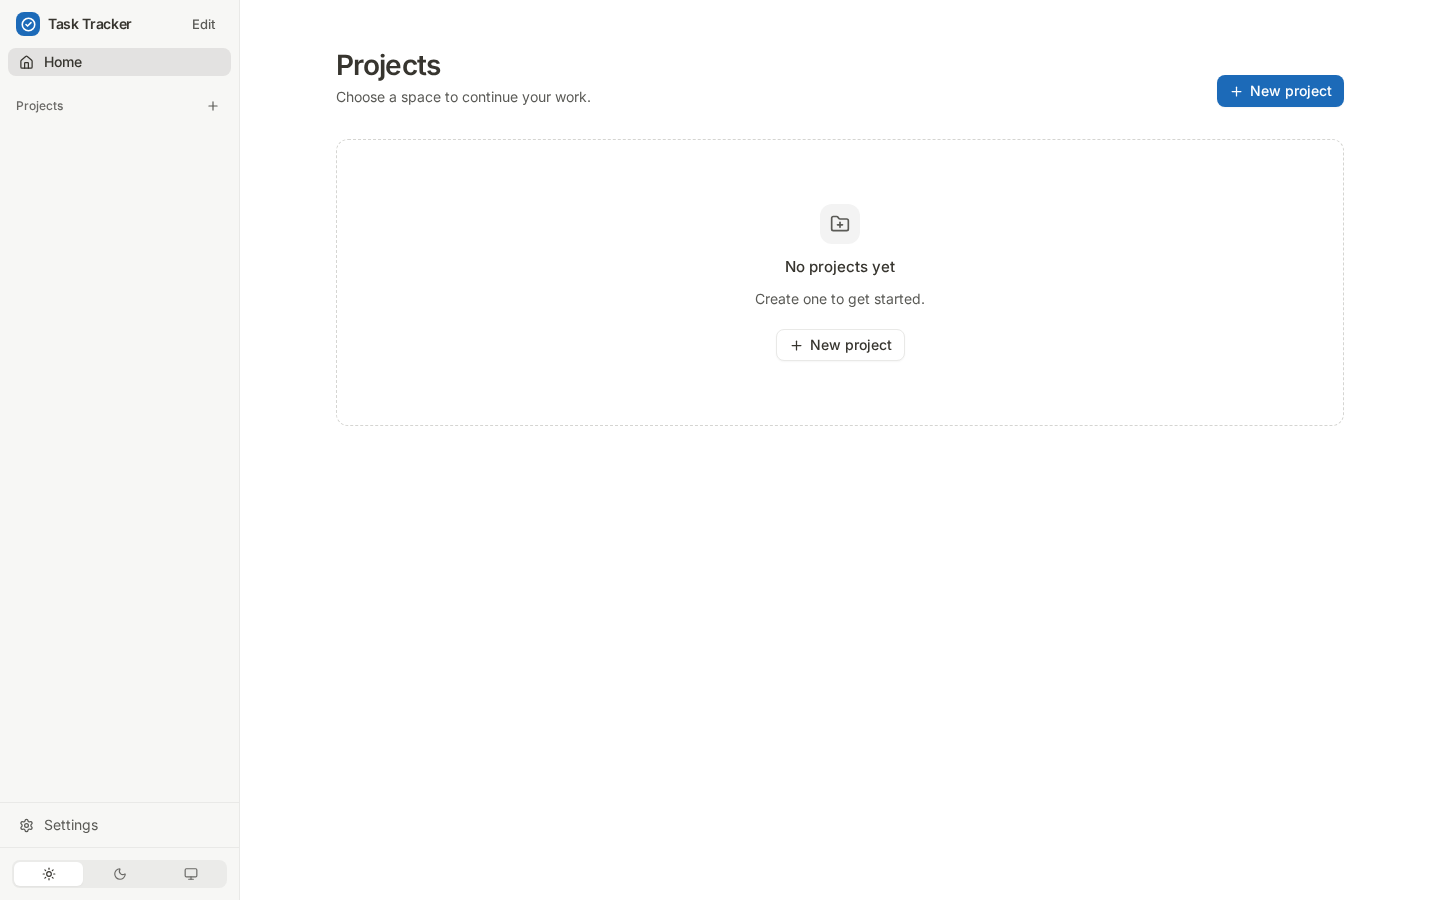 Task Tracker
Edit
Home
Projects
Projects
Choose a space to continue your work.
New project
No projects yet
Create one to get started.
New project
Settings